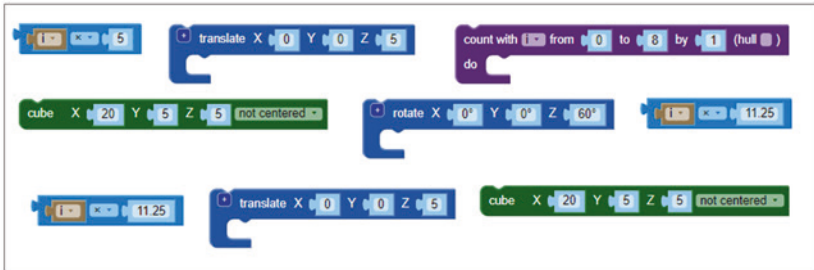 i × 5
+ translate X 0 Y 0 Z 5
count with i from 0 to 8 by 1 (hull )
do
cube X 20 Y 5 Z 5 not centered
+ rotate X 0° Y 0° Z 60°
i × 11.25
i × 11.25
+ translate X 0 Y 0 Z 5
cube X 20 Y 5 Z 5 not centered